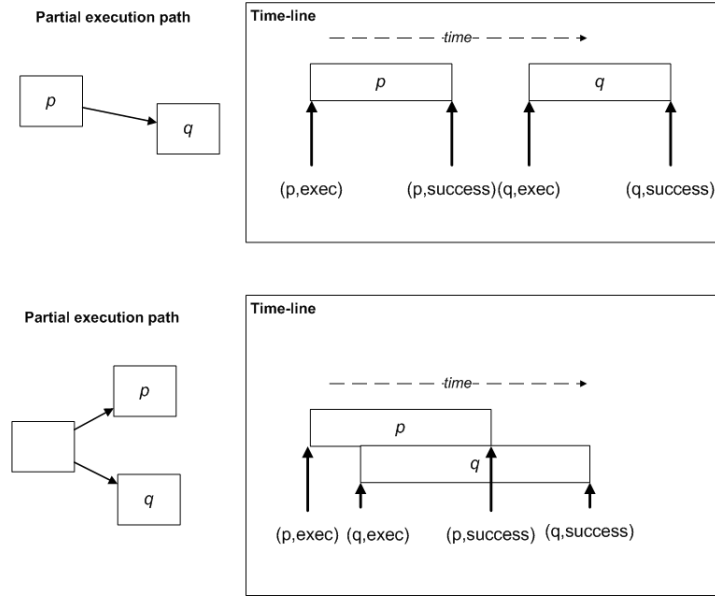 Partial execution path
p
q
Time-line
time
p
q
(p,exec)
(p,success)
(q,exec)
(q,success)
Partial execution path
p
q
Time-line
time
p
q
(p,exec)
(q,exec)
(p,success)
(q,success)